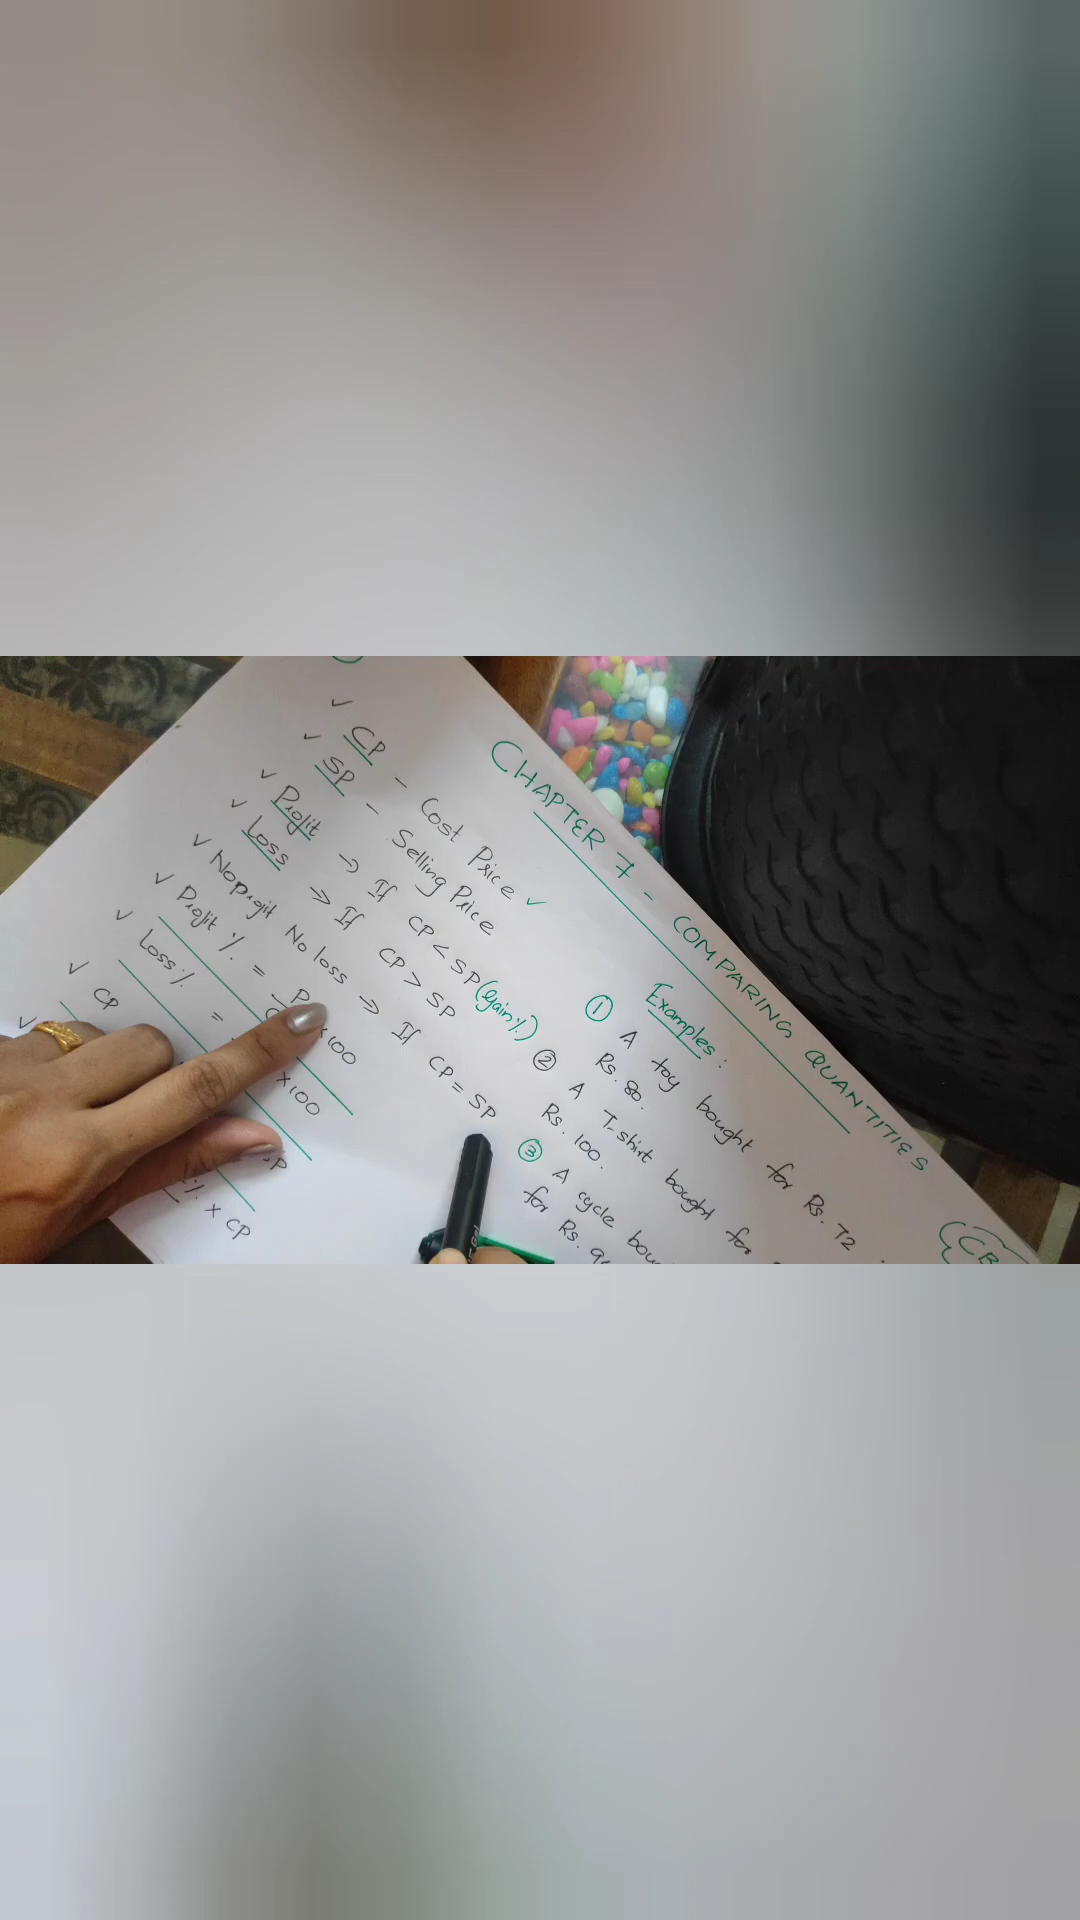 CHAPTER 7 - COMPARING QUANTITIES
✓ CP - Cost Price ✓
✓ SP - Selling Price
✓ Profit → If CP < SP (gain%)
✓ Loss ⇒ If CP > SP
✓ No profit No loss ⇒ If CP = SP
✓ Profit % = P ×100
✓ Loss% = ×100
✓ CP
✓
SP
% × CP
Examples:
① A toy bought for Rs. 72
Rs. 80.
② A T-shirt bought for
Rs. 100.
③ A cycle
for Rs.